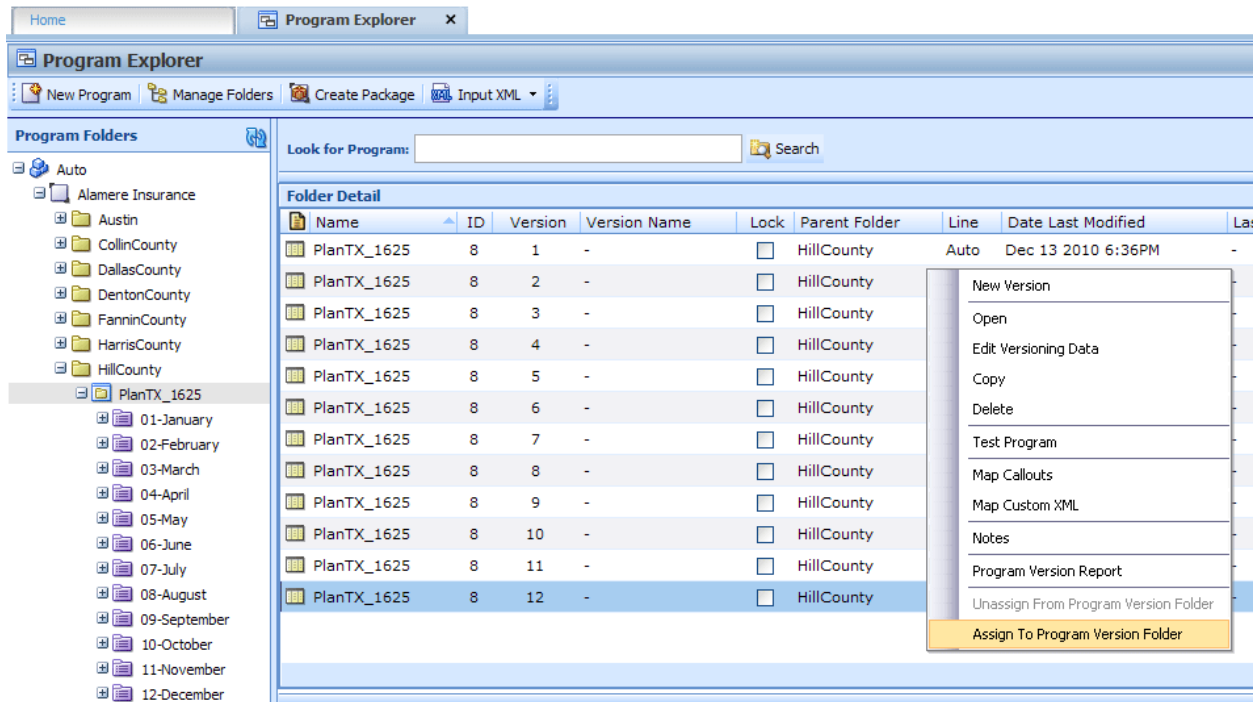 Home Program Explorer x
Program Explorer
New Program Manage Folders Create Package XML Input XML
Program Folders
Auto
Alamere Insurance
Austin
CollinCounty
DallasCounty
DentonCounty
FanninCounty
HarrisCounty
HillCounty
PlanTX_1625
01-January
02-February
03-March
04-April
05-May
06-June
07-July
08-August
09-September
10-October
11-November
12-December
Look for Program: Search
Folder Detail
Name ID Version Version Name Lock Parent Folder Line Date Last Modified Las
PlanTX_1625 8 1 - HillCounty Auto Dec 13 2010 6:36PM -
PlanTX_1625 8 2 - HillCounty -
PlanTX_1625 8 3 - HillCounty -
PlanTX_1625 8 4 - HillCounty -
PlanTX_1625 8 5 - HillCounty -
PlanTX_1625 8 6 - HillCounty -
PlanTX_1625 8 7 - HillCounty -
PlanTX_1625 8 8 - HillCounty -
PlanTX_1625 8 9 - HillCounty -
PlanTX_1625 8 10 - HillCounty -
PlanTX_1625 8 11 - HillCounty -
PlanTX_1625 8 12 - HillCounty -
New Version
Open
Edit Versioning Data
Copy
Delete
Test Program
Map Callouts
Map Custom XML
Notes
Program Version Report
Unassign From Program Version Folder
Assign To Program Version Folder